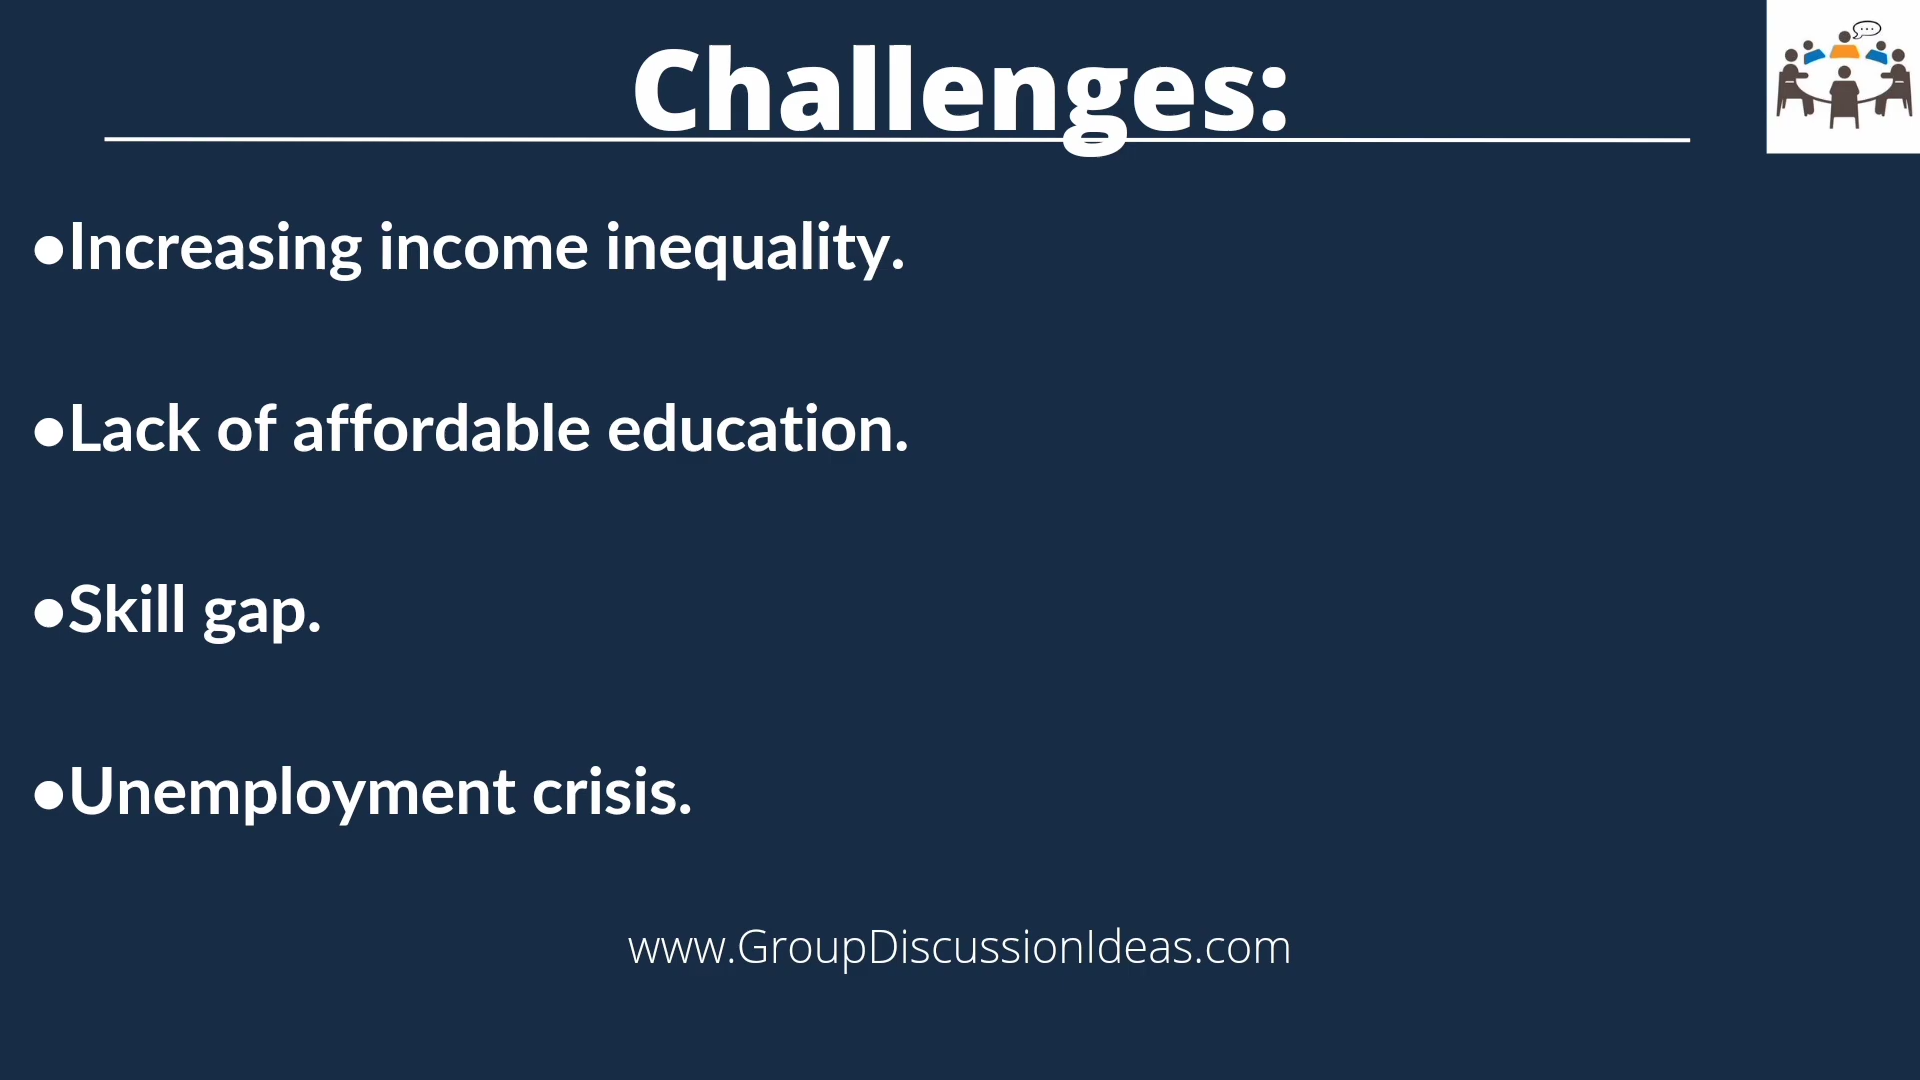 Challenges:
●Increasing income inequality.
●Lack of affordable education.
●Skill gap.
●Unemployment crisis.
www.GroupDiscussionIdeas.com